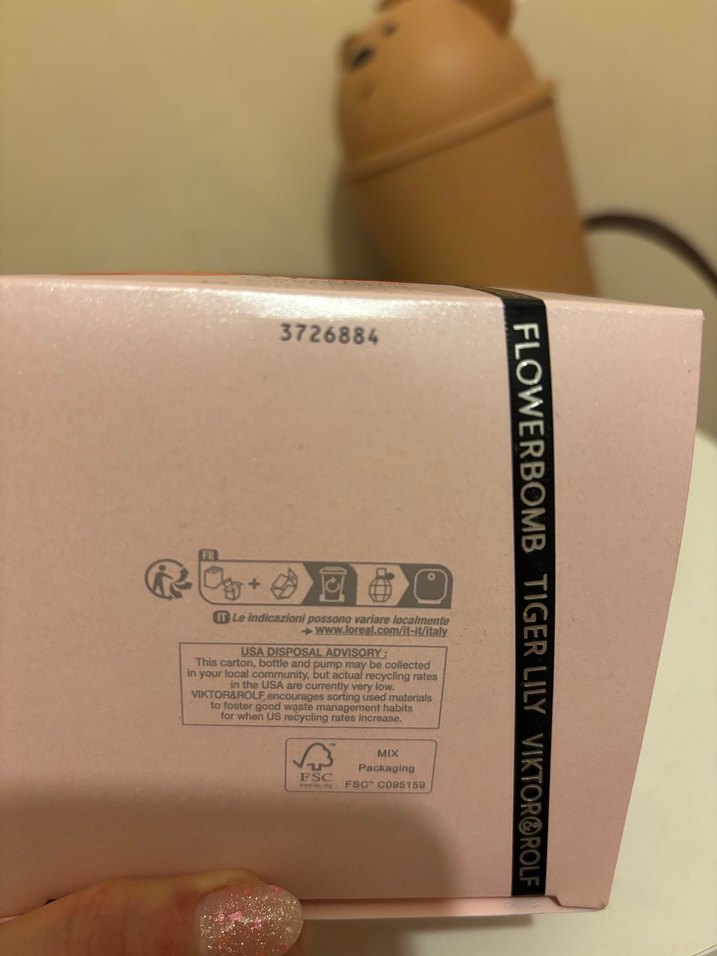 3726884
FLOWERBOMB TIGER LILY VIKTOR&ROLF
FR
+
IT Le indicazioni possono variare localmente
➔ www.loreal.com/it-it/italy
USA DISPOSAL ADVISORY :
This carton, bottle and pump may be collected
in your local community, but actual recycling rates
in the USA are currently very low.
VIKTOR&ROLF encourages sorting used materials
to foster good waste management habits
for when US recycling rates increase.
FSC™
www.fsc.org
MIX
Packaging
FSC™ C095159